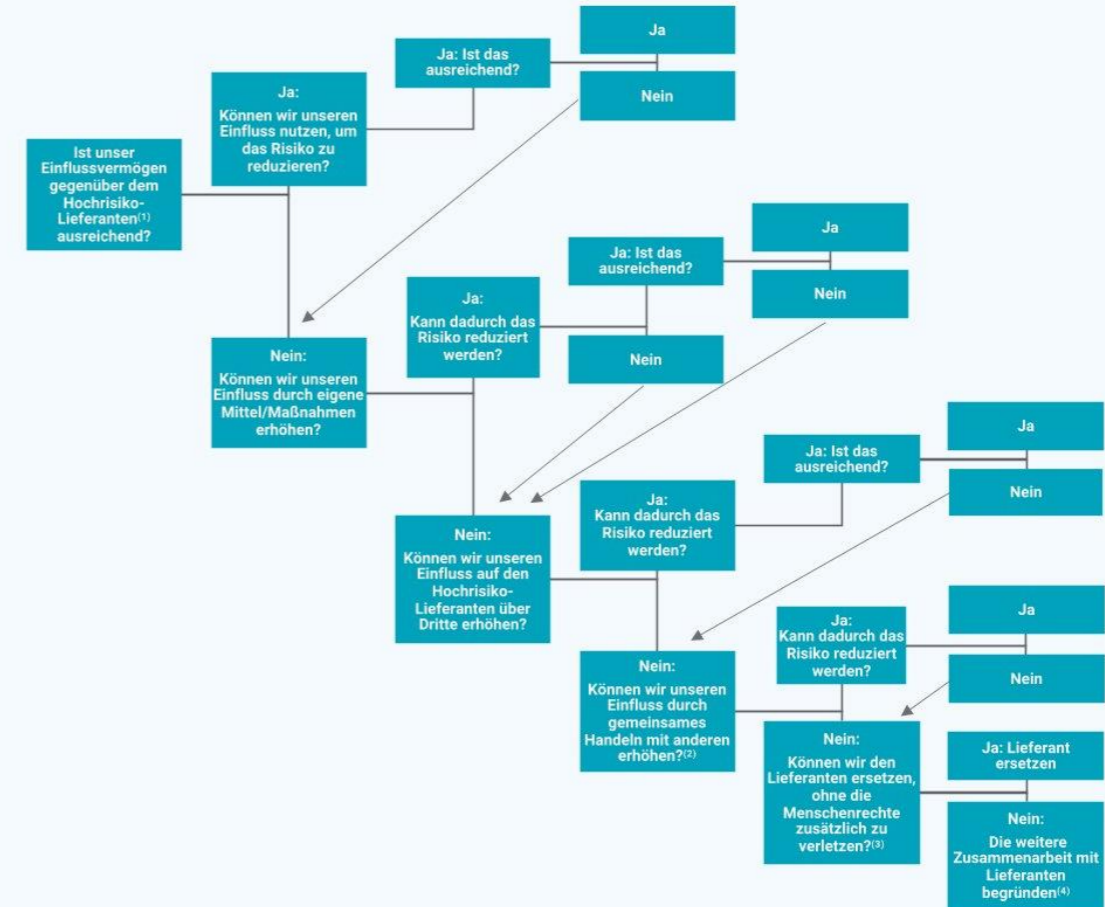 Ja
Ja: Ist das
ausreichend?
Nein
Ja:
Können wir unseren
Einfluss nutzen, um
das Risiko zu
reduzieren?
Ist unser
Einflussvermögen
gegenüber dem
Hochrisiko-
Lieferanten(1)
ausreichend?
Ja
Ja: Ist das
ausreichend?
Nein
Ja:
Kann dadurch das
Risiko reduziert
werden?
Nein
Nein:
Können wir unseren
Einfluss durch eigene
Mittel/Maßnahmen
erhöhen?
Ja
Ja: Ist das
ausreichend?
Nein
Ja:
Kann dadurch das
Risiko reduziert
werden?
Nein:
Können wir unseren
Einfluss auf den
Hochrisiko-
Lieferanten über
Dritte erhöhen?
Ja
Ja:
Kann dadurch das
Risiko reduziert
werden?
Nein
Nein:
Können wir unseren
Einfluss durch
gemeinsames
Handeln mit anderen
erhöhen?(2)
Nein:
Können wir den
Lieferanten ersetzen,
ohne die
Menschenrechte
zusätzlich zu
verletzen?(3)
Ja: Lieferant
ersetzen
Nein:
Die weitere
Zusammenarbeit mit
Lieferanten
begründen(4)